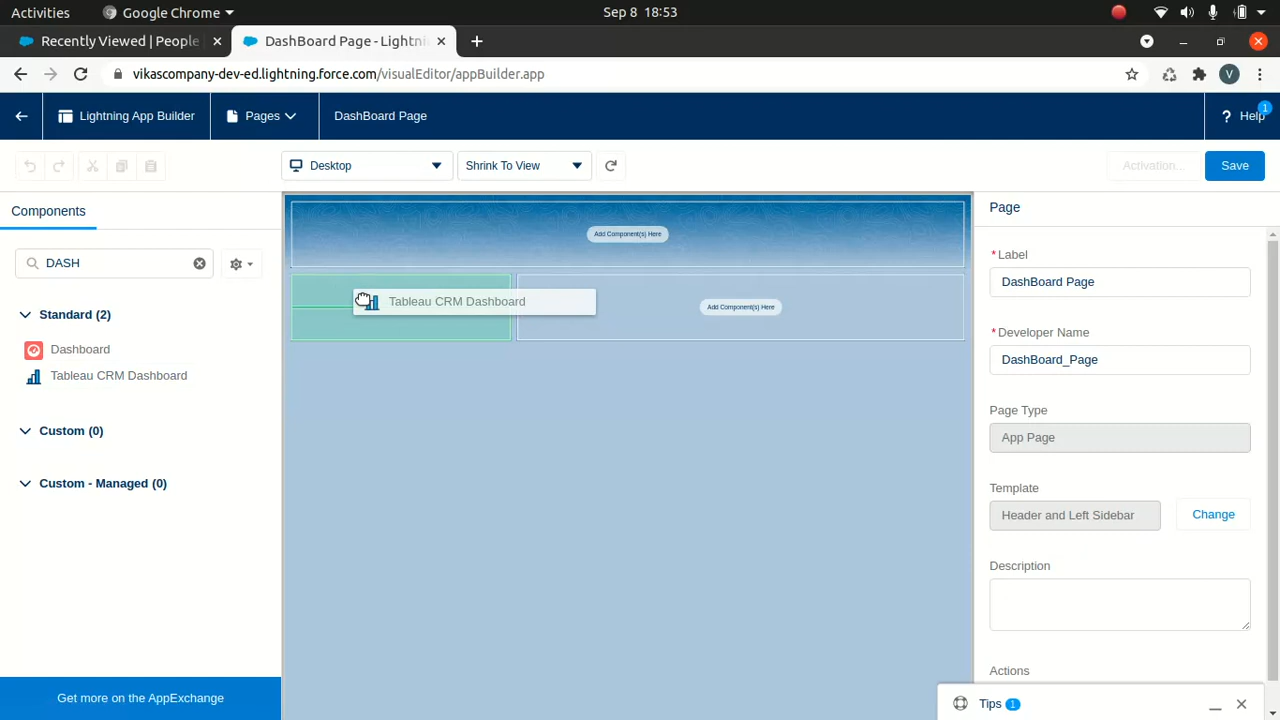 Activities
Google Chrome
Sep 8 18:53
Recently Viewed | People
DashBoard Page - Lightni
vikascompany-dev-ed.lightning.force.com/visualEditor/appBuilder.app
V
Lightning App Builder
Pages
DashBoard Page
? Help
1
Desktop
Shrink To View
Activation...
Save
Components
DASH
Standard (2)
Dashboard
Tableau CRM Dashboard
Custom (0)
Custom - Managed (0)
Get more on the AppExchange
Add Component(s) Here
Tableau CRM Dashboard
Add Component(s) Here
Page
* Label
DashBoard Page
* Developer Name
DashBoard_Page
Page Type
App Page
Template
Header and Left Sidebar
Change
Description
Actions
Tips 1